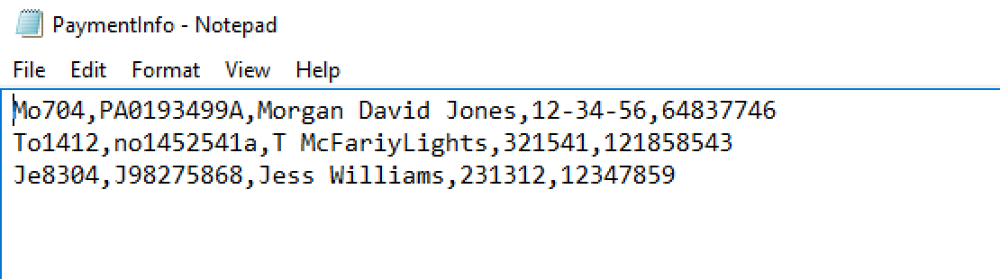 PaymentInfo - Notepad
File Edit Format View Help
Mo704,PA0193499A,Morgan David Jones,12-34-56,64837746
To1412,no1452541a,T McFariyLights,321541,121858543
Je8304,J98275868,Jess Williams,231312,12347859